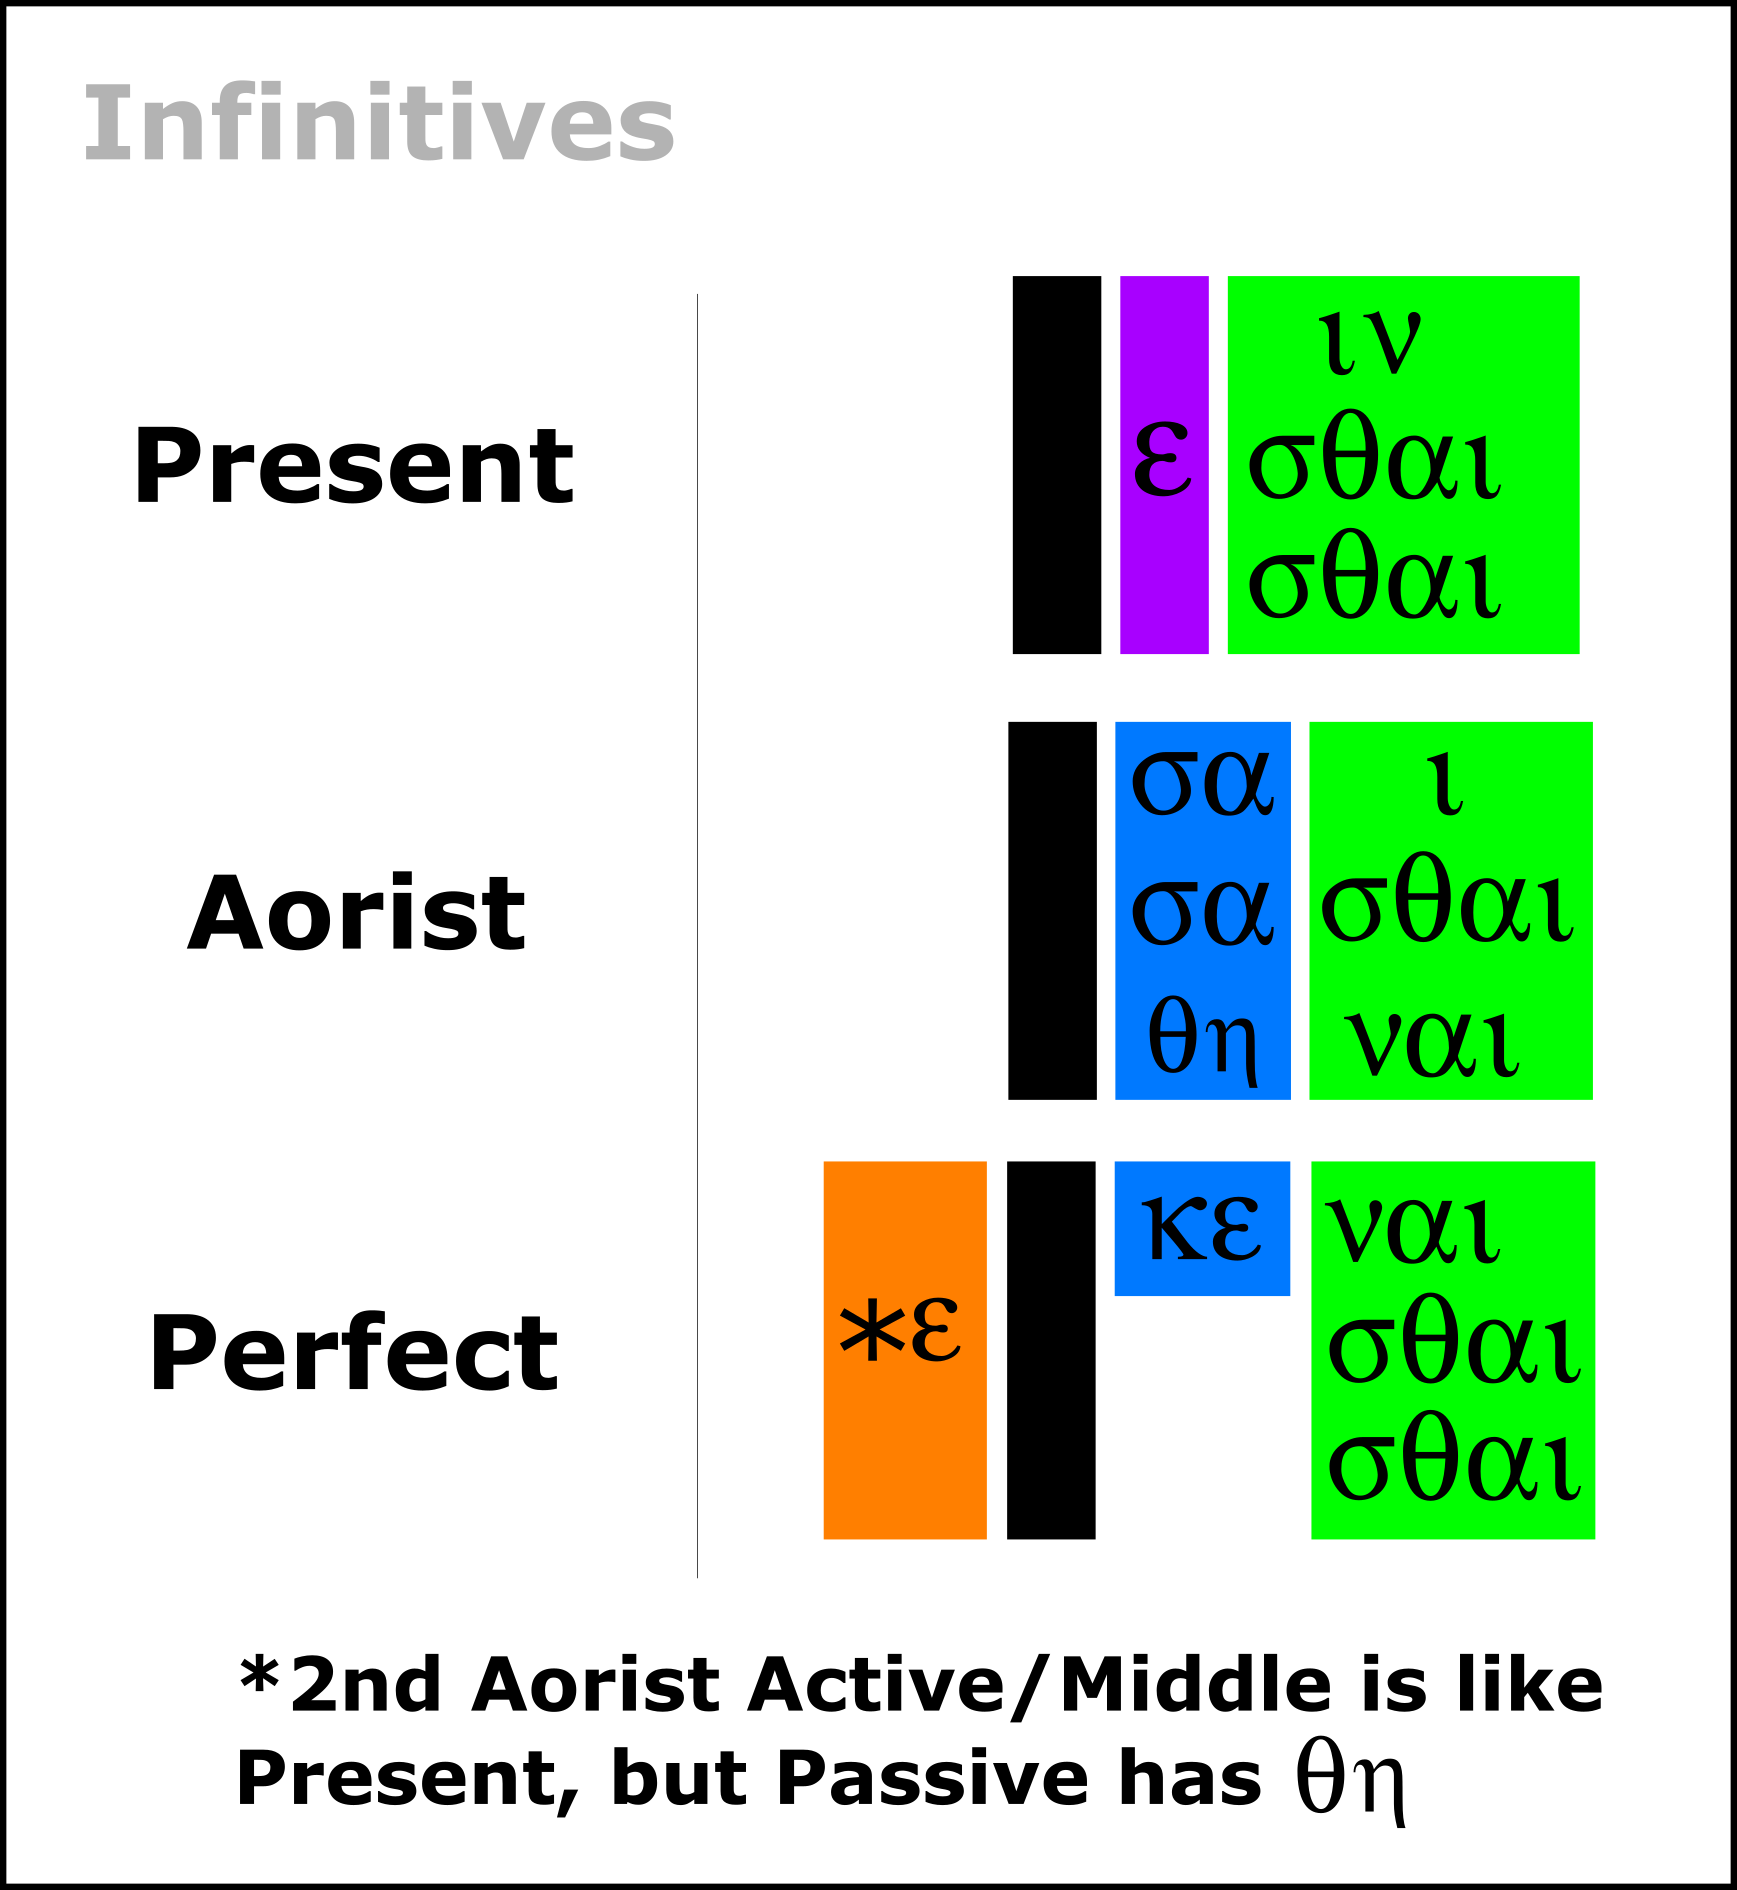 Infinitives
Present
ε
ιν
σθαι
σθαι
Aorist
σα ι
σα σθαι
θη ναι
Perfect
*ε
κε ναι
σθαι
σθαι
*2nd Aorist Active/Middle is like
Present, but Passive has θη